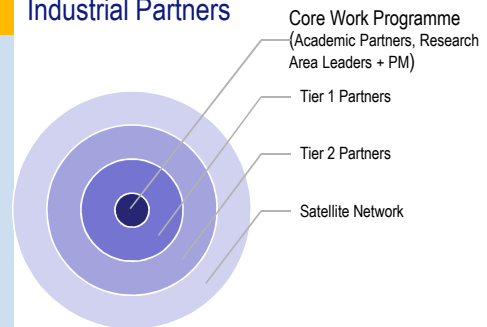 Industrial Partners
Core Work Programme
(Academic Partners, Research
Area Leaders + PM)
Tier 1 Partners
Tier 2 Partners
Satellite Network